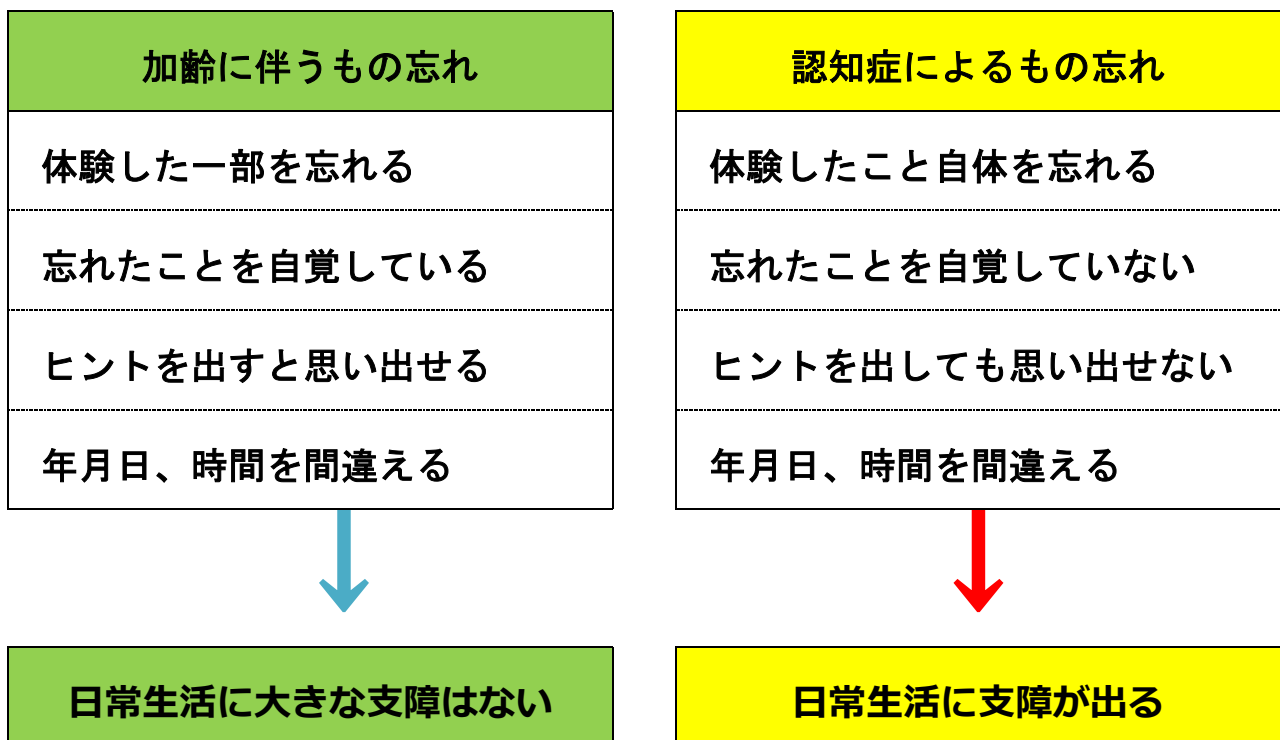 加齢に伴うもの忘れ
体験した一部を忘れる
忘れたことを自覚している
ヒントを出すと思い出せる
年月日、時間を間違える
日常生活に大きな支障はない
認知症によるもの忘れ
体験したこと自体を忘れる
忘れたことを自覚していない
ヒントを出しても思い出せない
年月日、時間を間違える
日常生活に支障が出る